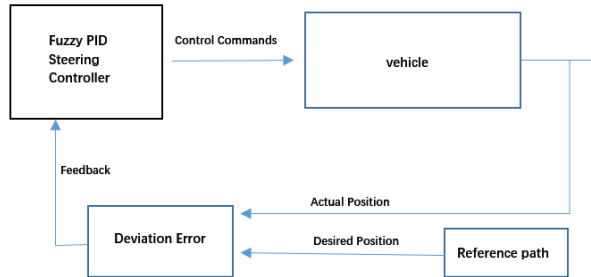 Fuzzy PID
Steering
Controller
Control Commands
vehicle
Feedback
Actual Position
Deviation Error
Desired Position
Reference path